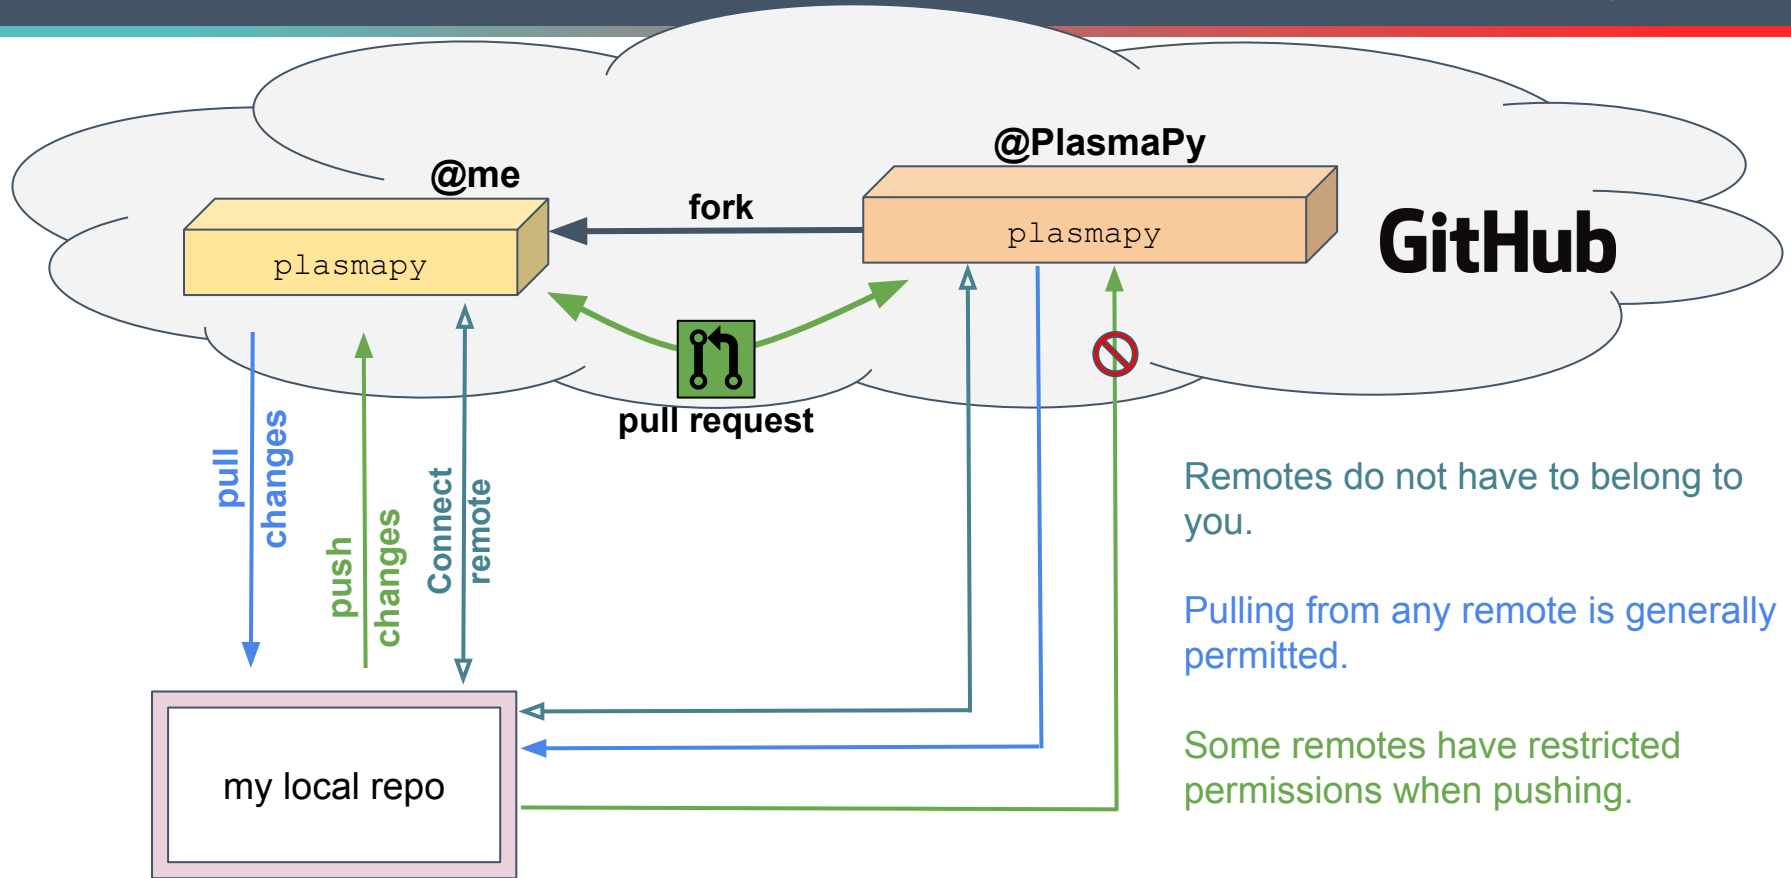 @PlasmaPy
@me
fork
plasmapy
plasmapy
GitHub
pull request
pull
changes
push
changes
Connect
remote
Remotes do not have to belong to
you.
Pulling from any remote is generally
permitted.
Some remotes have restricted
permissions when pushing.
my local repo